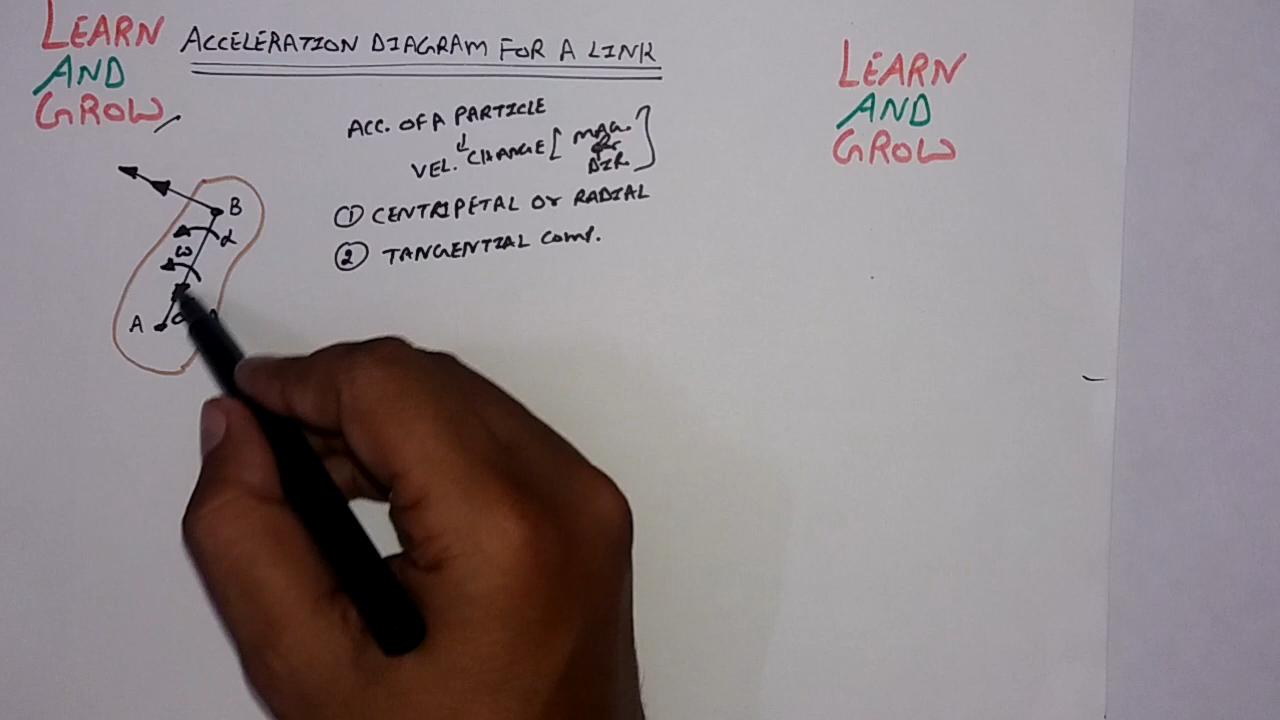 LEARN
AND
GROW
ACCELERATION DIAGRAM FOR A LINK
ACC. OF A PARTICLE
↓
VEL. CHANGE [ MAG.
or
DIR. ]
① CENTRIPETAL or RADIAL
② TANGENTIAL COMP.
B
α
ω
A
LEARN
AND
GROW